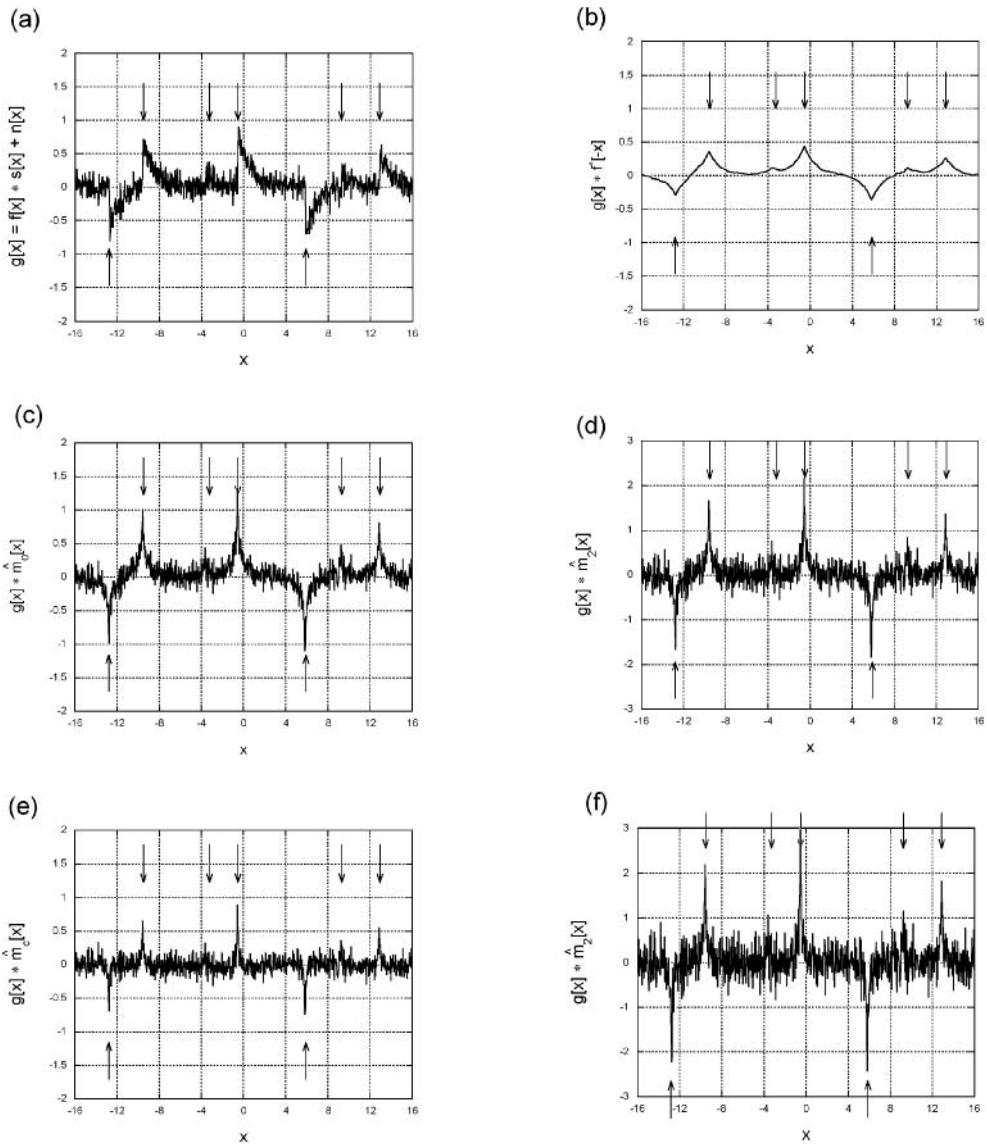 (a)
2
1.5
1
0.5
0
-0.5
-1
-1.5
-2
-16 -12 -8 -4 0 4 8 12 16
g[x] = f[x] * s[x] + n[x]
x
(b)
2
1.5
1
0.5
0
-0.5
-1
-1.5
-2
-16 -12 -8 -4 0 4 8 12 16
g[x] * f'[-x]
x
(c)
2
1.5
1
0.5
0
-0.5
-1
-1.5
-2
-16 -12 -8 -4 0 4 8 12 16
g[x] * m̂₀[x]
x
(d)
3
2
1
0
-1
-2
-3
-16 -12 -8 -4 0 4 8 12 16
g[x] * m̂₂[x]
x
(e)
2
1.5
1
0.5
0
-0.5
-1
-1.5
-2
-16 -12 -8 -4 0 4 8 12 16
g[x] * m̂c[x]
x
(f)
3
2
1
0
-1
-2
-3
-16 -12 -8 -4 0 4 8 12 16
g[x] * m̂₂[x]
x